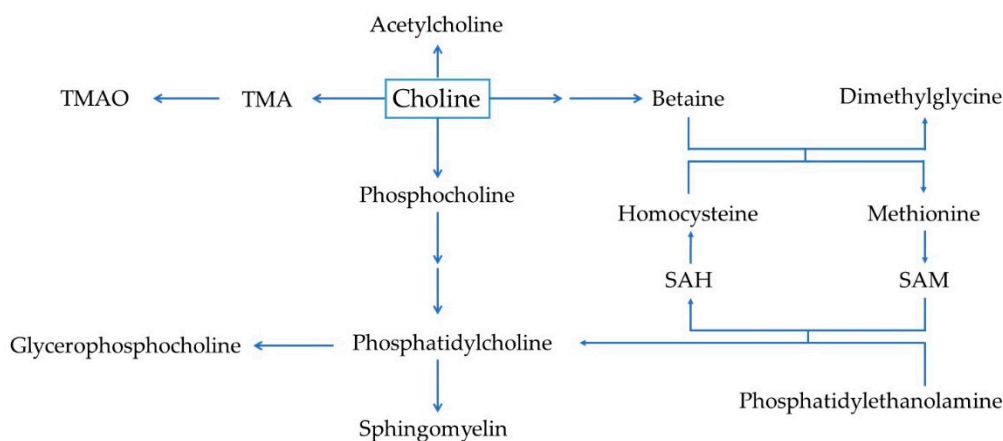 Acetylcholine
TMAO TMA Choline Betaine Dimethylglycine
Phosphocholine
Homocysteine Methionine
SAH SAM
Glycerophosphocholine Phosphatidylcholine
Phosphatidylethanolamine
Sphingomyelin